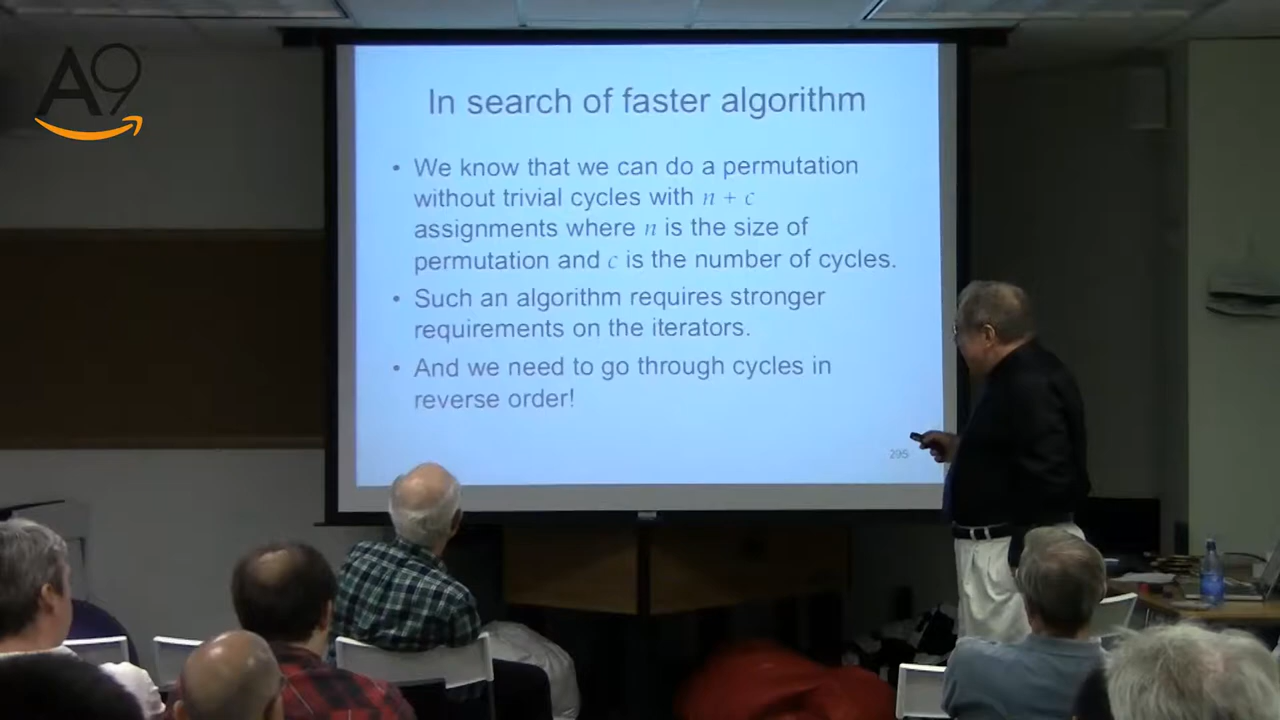 A9
In search of faster algorithm
• We know that we can do a permutation
without trivial cycles with n + c
assignments where n is the size of
permutation and c is the number of cycles.
• Such an algorithm requires stronger
requirements on the iterators.
• And we need to go through cycles in
reverse order!
295